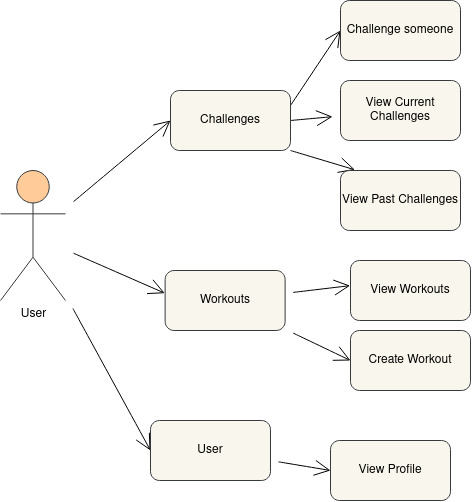 Challenge someone
View Current
Challenges
Challenges
View Past Challenges
User
Workouts
View Workouts
Create Workout
User
View Profile